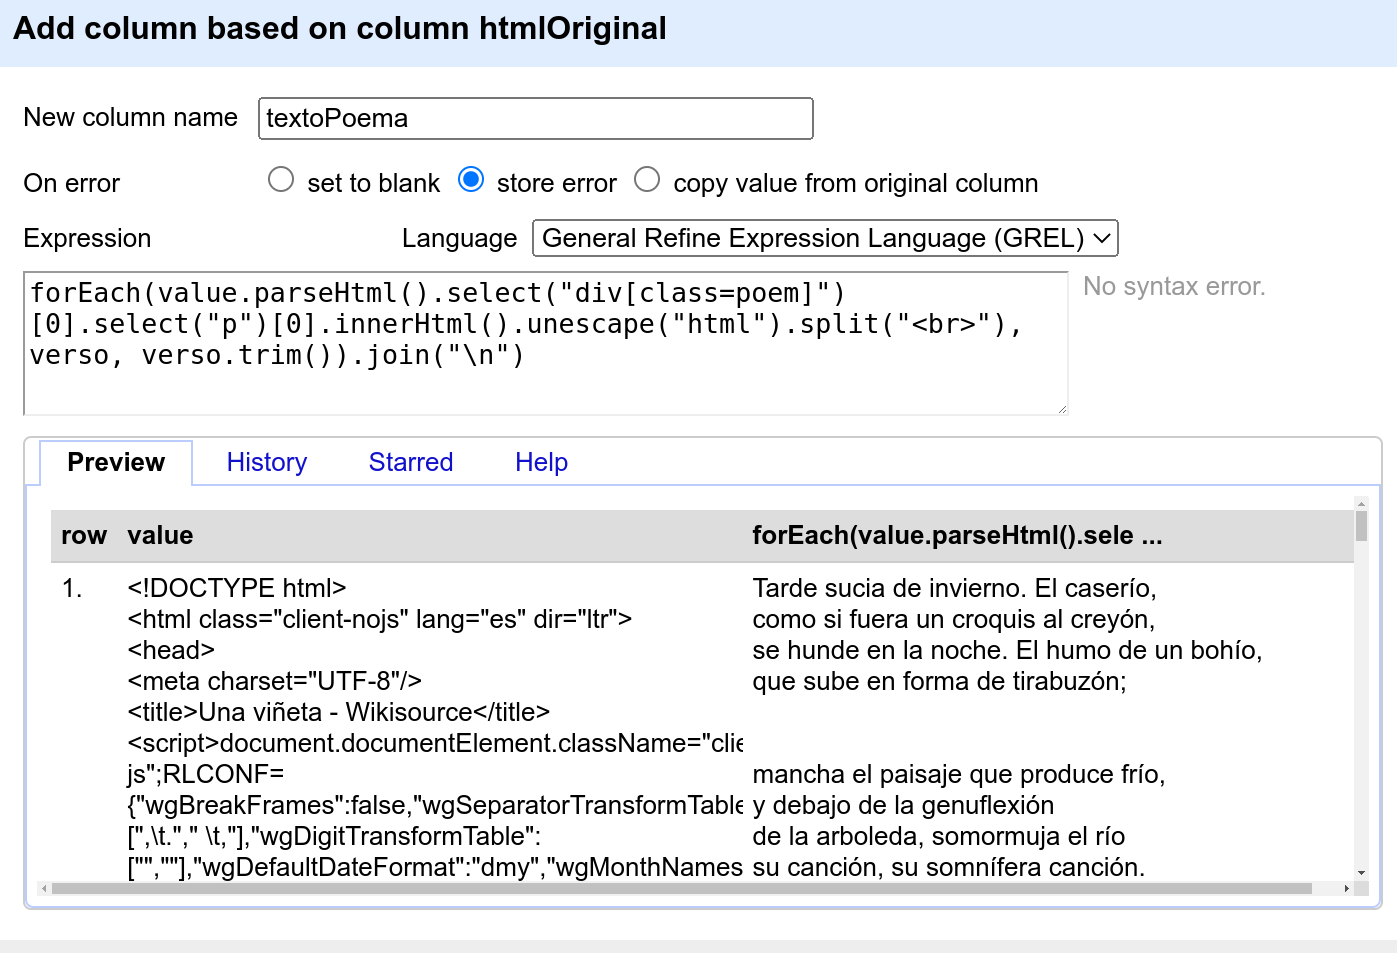 Add column based on column htmlOriginal
New column name textoPoema
On error set to blank store error copy value from original column
Expression Language General Refine Expression Language (GREL)
forEach(value.parseHtml().select("div[class=poem]")
[0].select("p")[0].innerHtml().unescape("html").split("<br>"),
verso, verso.trim()).join("\n")
No syntax error.
Preview History Starred Help
row value forEach(value.parseHtml().sele ...
1. <!DOCTYPE html>
<html class="client-nojs" lang="es" dir="ltr">
<head>
<meta charset="UTF-8"/>
<title>Una viñeta - Wikisource</title>
<script>document.documentElement.className="clie
js";RLCONF=
{"wgBreakFrames":false,"wgSeparatorTransformTable
[",\t."," \t,"],"wgDigitTransformTable":
["",""],"wgDefaultDateFormat":"dmy","wgMonthNames
Tarde sucia de invierno. El caserío,
como si fuera un croquis al creyón,
se hunde en la noche. El humo de un bohío,
que sube en forma de tirabuzón;
mancha el paisaje que produce frío,
y debajo de la genuflexión
de la arboleda, somormuja el río
su canción, su somnífera canción.